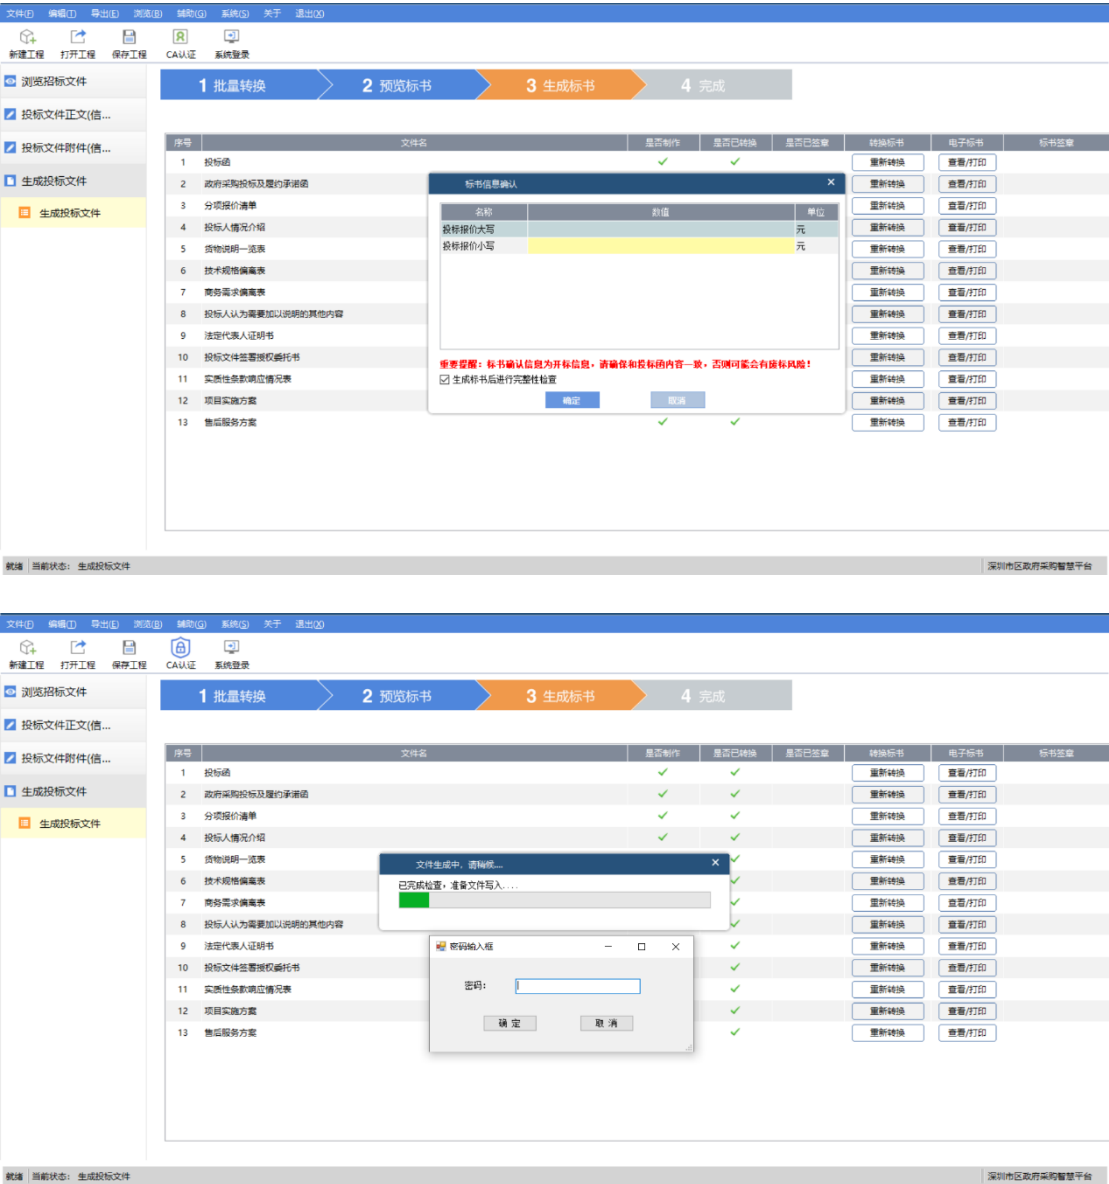 文件(F) 编辑(T) 导出(E) 浏览(B) 辅助(G) 系统(S) 关于 退出(X)
新建工程 打开工程 保存工程 CA认证 系统登录
浏览招标文件
投标文件正文(信...
投标文件附件(信...
生成投标文件
生成投标文件
1 批量转换 2 预览标书 3 生成标书 4 完成
序号 文件名 是否制作 是否已转换 是否已签章 转换标书 电子标书 标书签章
1 投标函 重新转换 查看/打印
2 政府采购投标及履约承诺函 重新转换 查看/打印
3 分项报价清单 重新转换 查看/打印
4 投标人情况介绍 重新转换 查看/打印
5 货物说明一览表 重新转换 查看/打印
6 技术规格偏离表 重新转换 查看/打印
7 商务需求偏离表 重新转换 查看/打印
8 投标人认为需要加以说明的其他内容 重新转换 查看/打印
9 法定代表人证明书 重新转换 查看/打印
10 投标文件签署授权委托书 重新转换 查看/打印
11 实质性条款响应情况表 重新转换 查看/打印
12 项目实施方案 重新转换 查看/打印
13 售后服务方案 重新转换 查看/打印
标书信息确认
名称 数值 单位
投标报价大写 元
投标报价小写 元
重要提醒：标书确认信息为开标信息，请确保和投标函内容一致，否则可能会有废标风险！
生成标书后进行完整性检查
确定 取消
就绪 当前状态：生成投标文件 深圳市区政府采购智慧平台
文件(F) 编辑(T) 导出(E) 浏览(B) 辅助(G) 系统(S) 关于 退出(X)
新建工程 打开工程 保存工程 CA认证 系统登录
浏览招标文件
投标文件正文(信...
投标文件附件(信...
生成投标文件
生成投标文件
1 批量转换 2 预览标书 3 生成标书 4 完成
序号 文件名 是否制作 是否已转换 是否已签章 转换标书 电子标书 标书签章
1 投标函 重新转换 查看/打印
2 政府采购投标及履约承诺函 重新转换 查看/打印
3 分项报价清单 重新转换 查看/打印
4 投标人情况介绍 重新转换 查看/打印
5 货物说明一览表 重新转换 查看/打印
6 技术规格偏离表 重新转换 查看/打印
7 商务需求偏离表 重新转换 查看/打印
8 投标人认为需要加以说明的其他内容 重新转换 查看/打印
9 法定代表人证明书 重新转换 查看/打印
10 投标文件签署授权委托书 重新转换 查看/打印
11 实质性条款响应情况表 重新转换 查看/打印
12 项目实施方案 重新转换 查看/打印
13 售后服务方案 重新转换 查看/打印
文件生成中，请稍候...
已完成检查，准备文件写入....
密码输入框
密码：
确定 取消
就绪 当前状态：生成投标文件 深圳市区政府采购智慧平台